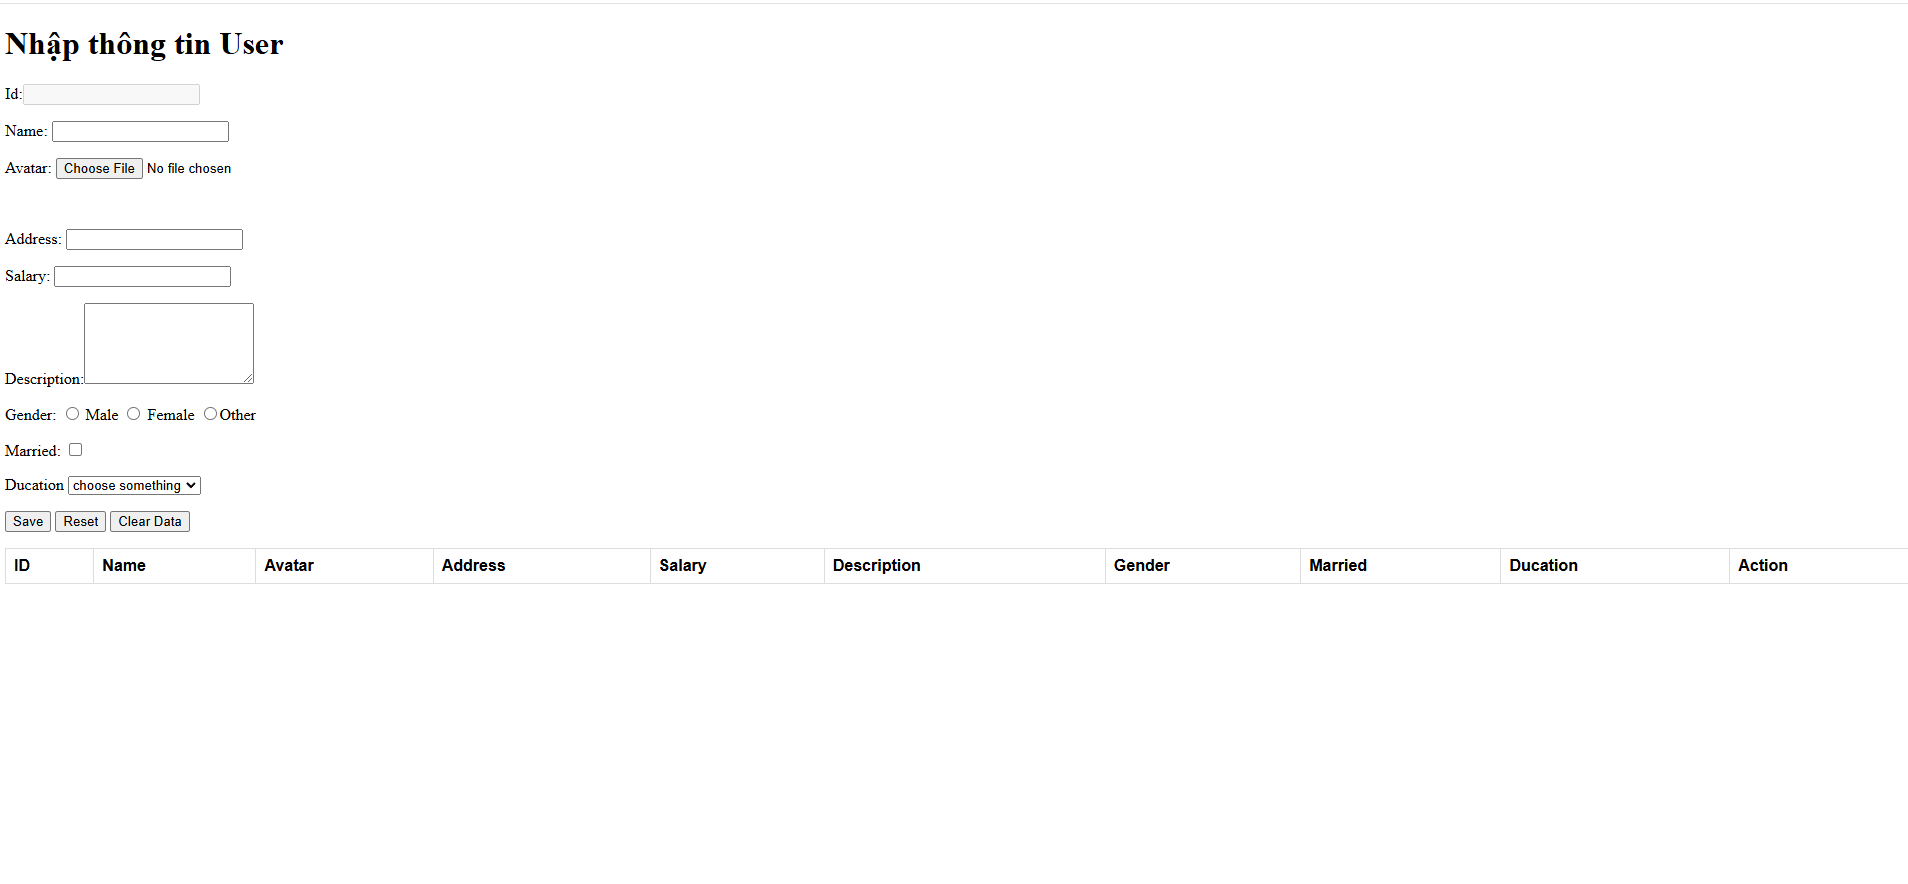 Nhập thông tin User
Id:
Name:
Avatar: Choose File No file chosen
Address:
Salary:
Description:
Gender: Male Female Other
Married:
Ducation choose something
Save Reset Clear Data
ID Name Avatar Address Salary Description Gender Married Ducation Action